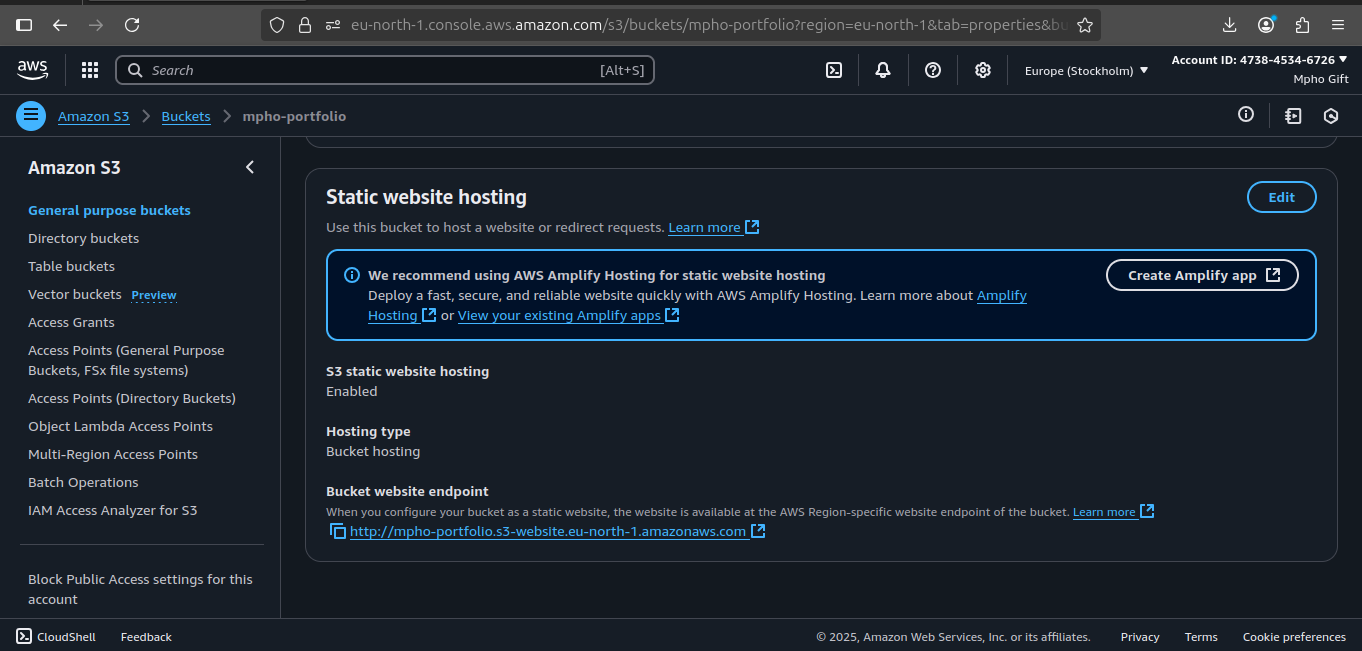 eu-north-1.console.aws.amazon.com/s3/buckets/mpho-portfolio?region=eu-north-1&tab=properties&bu
aws
Search [Alt+S]
Europe (Stockholm)
Account ID: 4738-4534-6726
Mpho Gift
Amazon S3 > Buckets > mpho-portfolio
Amazon S3
General purpose buckets
Directory buckets
Table buckets
Vector buckets Preview
Access Grants
Access Points (General Purpose
Buckets, FSx file systems)
Access Points (Directory Buckets)
Object Lambda Access Points
Multi-Region Access Points
Batch Operations
IAM Access Analyzer for S3
Block Public Access settings for this
account
Static website hosting
Edit
Use this bucket to host a website or redirect requests. Learn more
We recommend using AWS Amplify Hosting for static website hosting
Create Amplify app
Deploy a fast, secure, and reliable website quickly with AWS Amplify Hosting. Learn more about Amplify
Hosting or View your existing Amplify apps
S3 static website hosting
Enabled
Hosting type
Bucket hosting
Bucket website endpoint
When you configure your bucket as a static website, the website is available at the AWS Region-specific website endpoint of the bucket. Learn more
http://mpho-portfolio.s3-website.eu-north-1.amazonaws.com
CloudShell Feedback
© 2025, Amazon Web Services, Inc. or its affiliates. Privacy Terms Cookie preferences